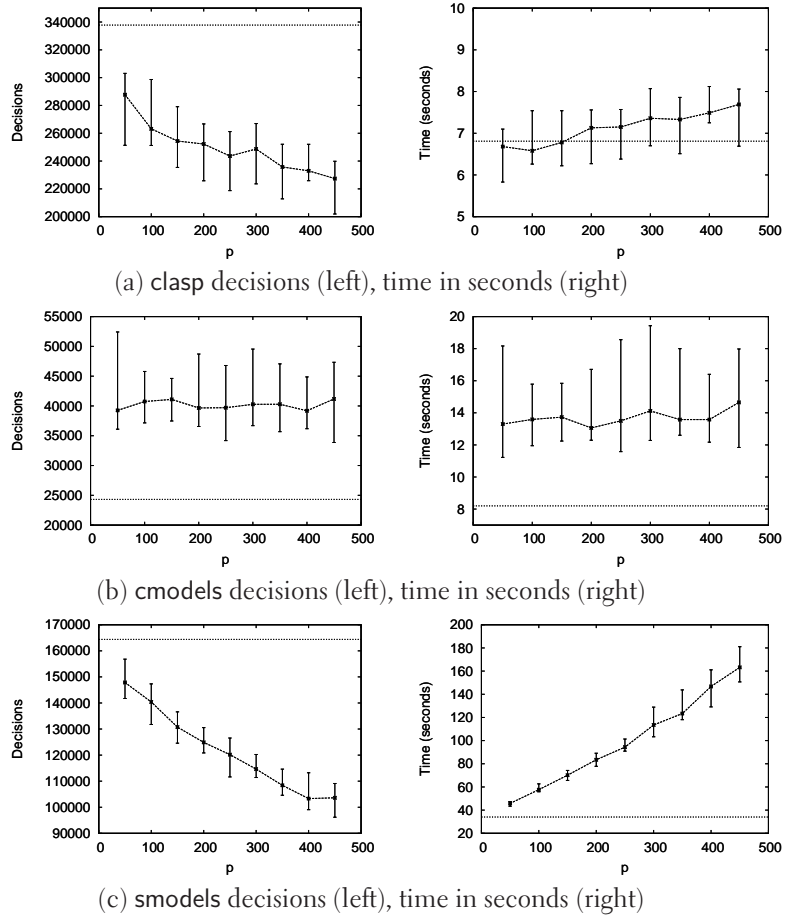 340000
320000
300000
280000
260000
240000
220000
200000
0 100 200 300 400 500
Decisions
p
10
9
8
7
6
5
0 100 200 300 400 500
Time (seconds)
p
(a) clasp decisions (left), time in seconds (right)
55000
50000
45000
40000
35000
30000
25000
20000
0 100 200 300 400 500
Decisions
p
20
18
16
14
12
10
8
0 100 200 300 400 500
Time (seconds)
p
(b) cmodels decisions (left), time in seconds (right)
170000
160000
150000
140000
130000
120000
110000
100000
90000
0 100 200 300 400 500
Decisions
p
200
180
160
140
120
100
80
60
40
20
0 100 200 300 400 500
Time (seconds)
p
(c) smodels decisions (left), time in seconds (right)